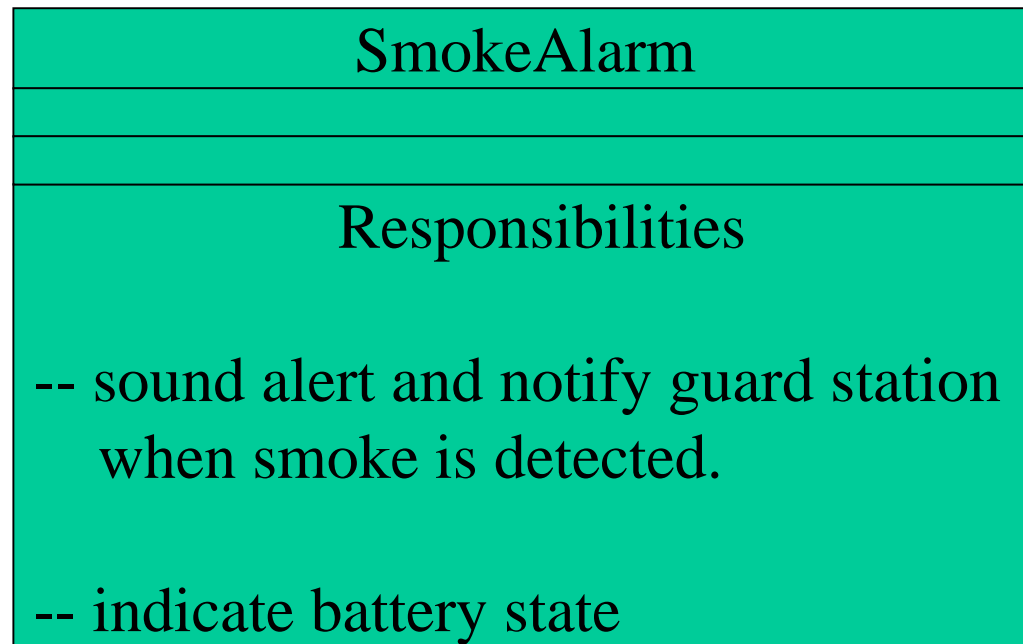 SmokeAlarm
Responsibilities
-- sound alert and notify guard station
when smoke is detected.
-- indicate battery state